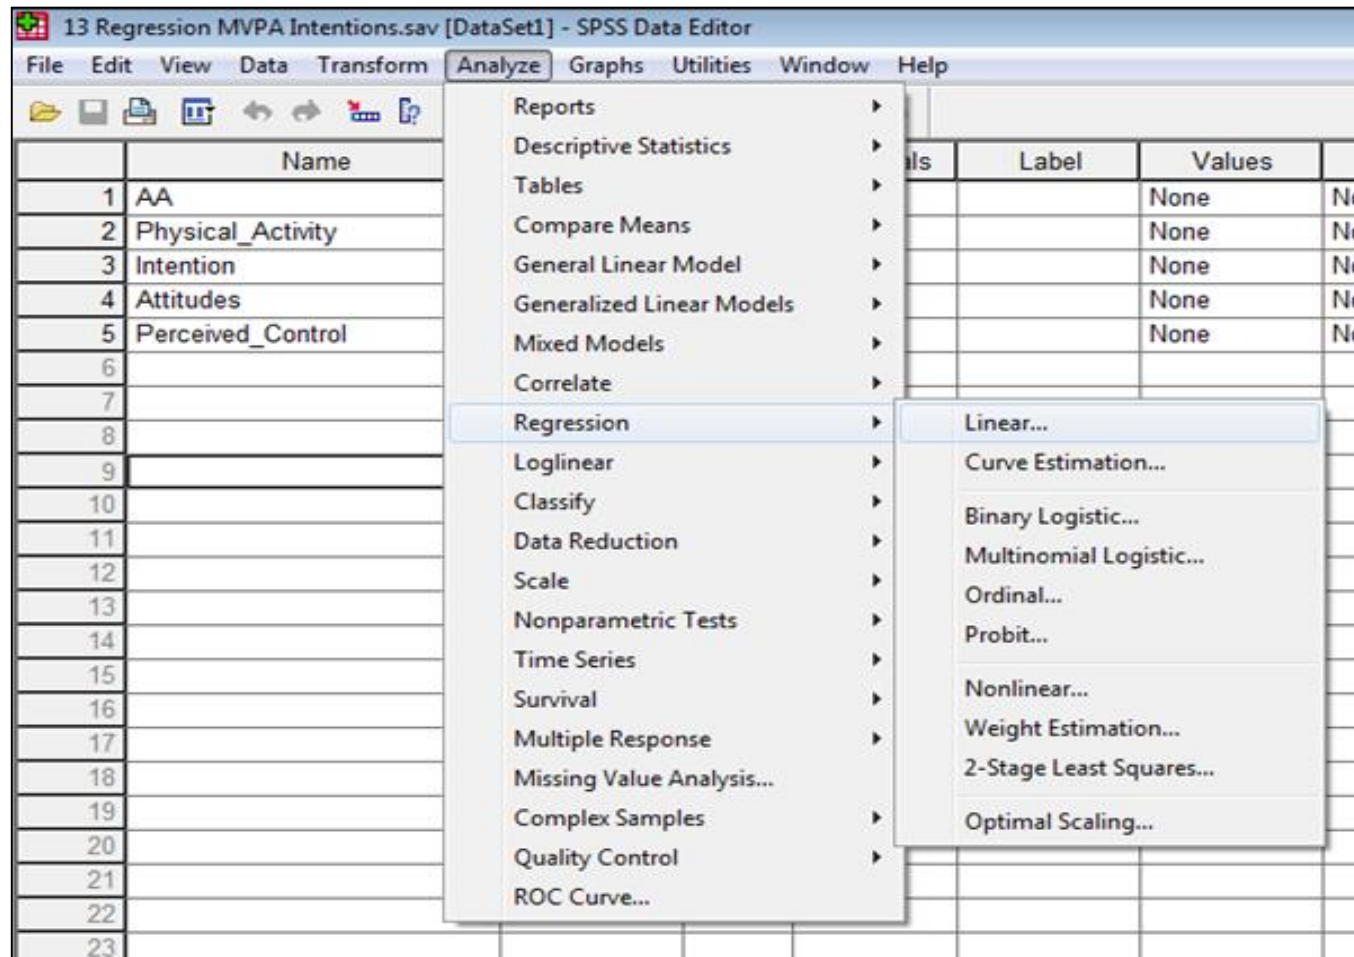 13 Regression MVPA Intentions.sav [DataSet1] - SPSS Data Editor
File Edit View Data Transform Analyze Graphs Utilities Window Help
Name Label Values
1 AA None
2 Physical_Activity None
3 Intention None
4 Attitudes None
5 Perceived_Control None
6
7
8
9
10
11
12
13
14
15
16
17
18
19
20
21
22
23
Reports
Descriptive Statistics
Tables
Compare Means
General Linear Model
Generalized Linear Models
Mixed Models
Correlate
Regression
Loglinear
Classify
Data Reduction
Scale
Nonparametric Tests
Time Series
Survival
Multiple Response
Missing Value Analysis...
Complex Samples
Quality Control
ROC Curve...
Linear...
Curve Estimation...
Binary Logistic...
Multinomial Logistic...
Ordinal...
Probit...
Nonlinear...
Weight Estimation...
2-Stage Least Squares...
Optimal Scaling...